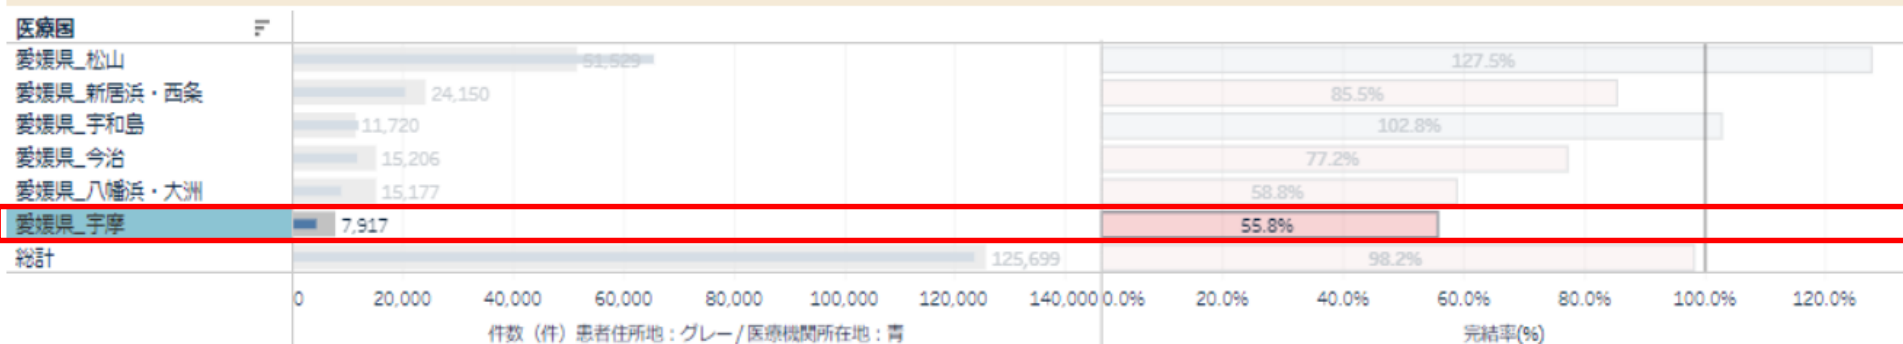 医療圏
愛媛県_松山 51,529 127.5%
愛媛県_新居浜・西条 24,150 85.5%
愛媛県_宇和島 11,720 102.8%
愛媛県_今治 15,206 77.2%
愛媛県_八幡浜・大洲 15,177 58.8%
愛媛県_宇摩 7,917 55.8%
総計 125,699 98.2%
0 20,000 40,000 60,000 80,000 100,000 120,000 140,000 0.0% 20.0% 40.0% 60.0% 80.0% 100.0% 120.0%
件数（件）患者住所地：グレー/医療機関所在地：青 完結率(%)